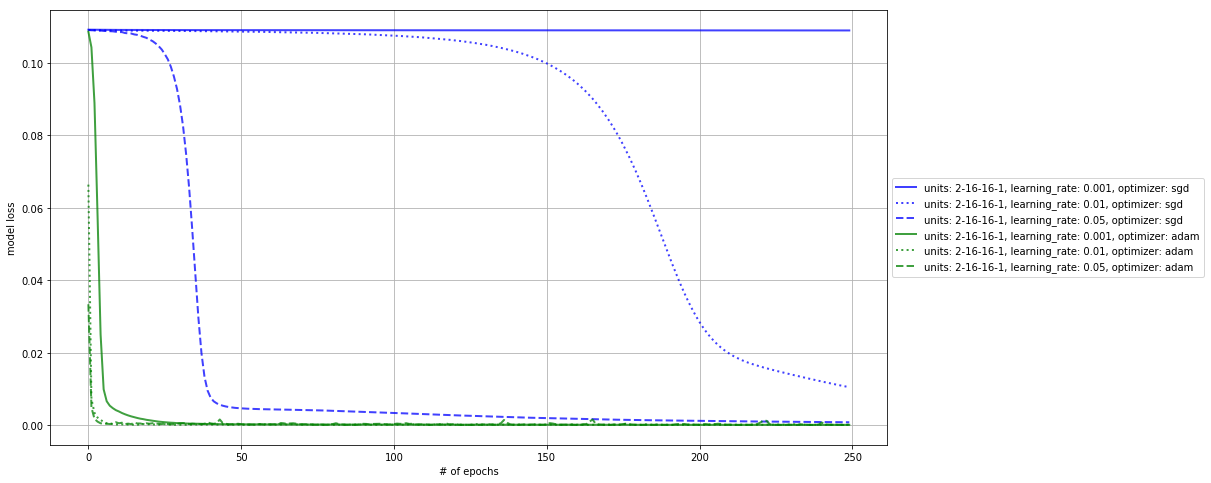 0.10
0.08
0.06
0.04
0.02
0.00
model loss
0
50
100
150
200
250
# of epochs
units: 2-16-16-1, learning_rate: 0.001, optimizer: sgd
units: 2-16-16-1, learning_rate: 0.01, optimizer: sgd
units: 2-16-16-1, learning_rate: 0.05, optimizer: sgd
units: 2-16-16-1, learning_rate: 0.001, optimizer: adam
units: 2-16-16-1, learning_rate: 0.01, optimizer: adam
units: 2-16-16-1, learning_rate: 0.05, optimizer: adam